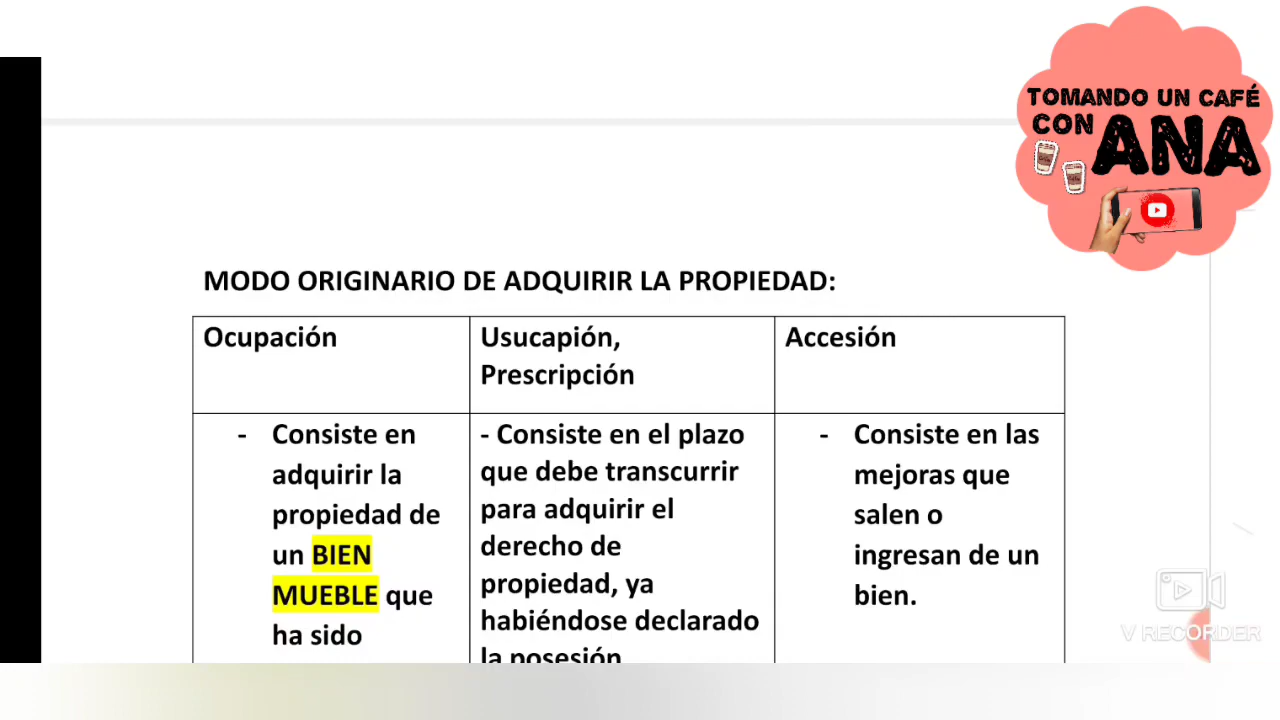 TOMANDO UN CAFÉ
CON ANA
MODO ORIGINARIO DE ADQUIRIR LA PROPIEDAD:
Ocupación
Usucapión,
Prescripción
Accesión
- Consiste en
adquirir la
propiedad de
un BIEN
MUEBLE que
ha sido
- Consiste en el plazo
que debe transcurrir
para adquirir el
derecho de
propiedad, ya
habiéndose declarado
la posesión
- Consiste en las
mejoras que
salen o
ingresan de un
bien.
V RECORDER